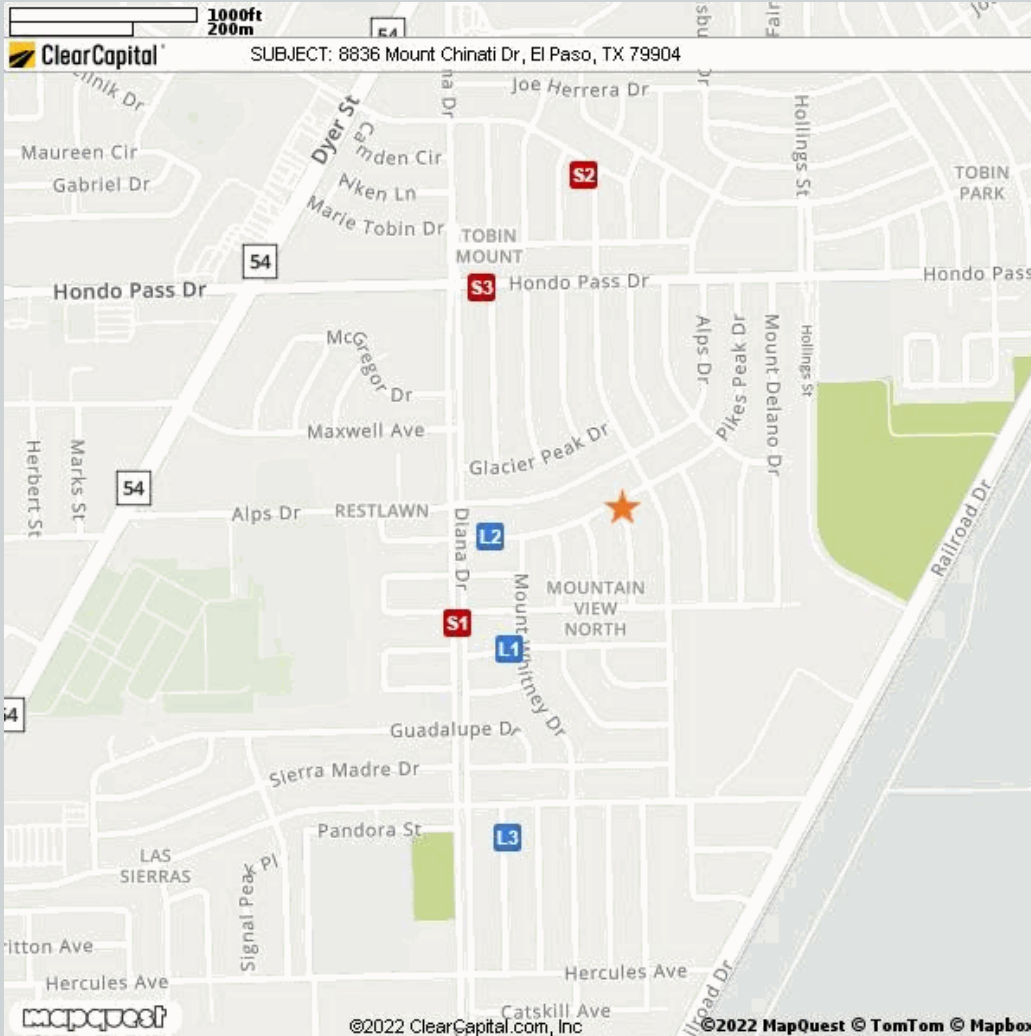 1000ft
200m
54
ClearCapital
SUBJECT: 8836 Mount Chinati Dr, El Paso, TX 79904
Joe Herrera Dr
Dyer St
Camden Cir
Maureen Cir
Gabriel Dr
Aiken Ln
Marie Tobin Dr
Hollings St
TOBIN
PARK
S2
TOBIN
MOUNT
54
S3
Hondo Pass Dr
Hondo Pass Dr
Hondo Pass
McGregor Dr
Alps Dr
Pikes Peak Dr
Mount Delano Dr
Hollings St
Maxwell Ave
Glacier Peak Dr
Herbert St
Marks St
54
Alps Dr
RESTLAWN
Diana Dr
L2
Railroad Dr
MOUNTAIN
VIEW
NORTH
Mount Whitney Dr
S1
L1
54
Guadalupe Dr
Sierra Madre Dr
Pandora St
L3
LAS
SIERRAS
Signal Peak Pl
ritton Ave
Hercules Ave
Hercules Ave
Catskill Ave
lroad Dr
mapquest
©2022 ClearCapital.com, Inc
©2022 MapQuest © TomTom © Mapbox